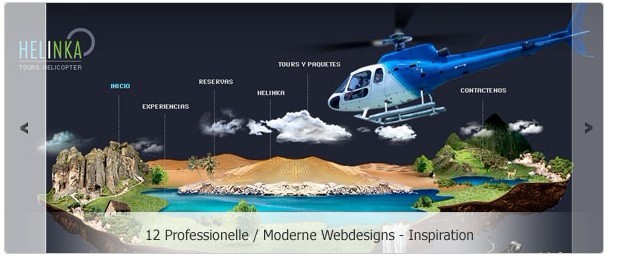 HELINKA
TOURS HELICOPTER
TOURS Y PAQUETES
RESERVAS
INICIO
HELINKA
CONTACTENOS
EXPERIENCIAS
12 Professionelle / Moderne Webdesigns - Inspiration